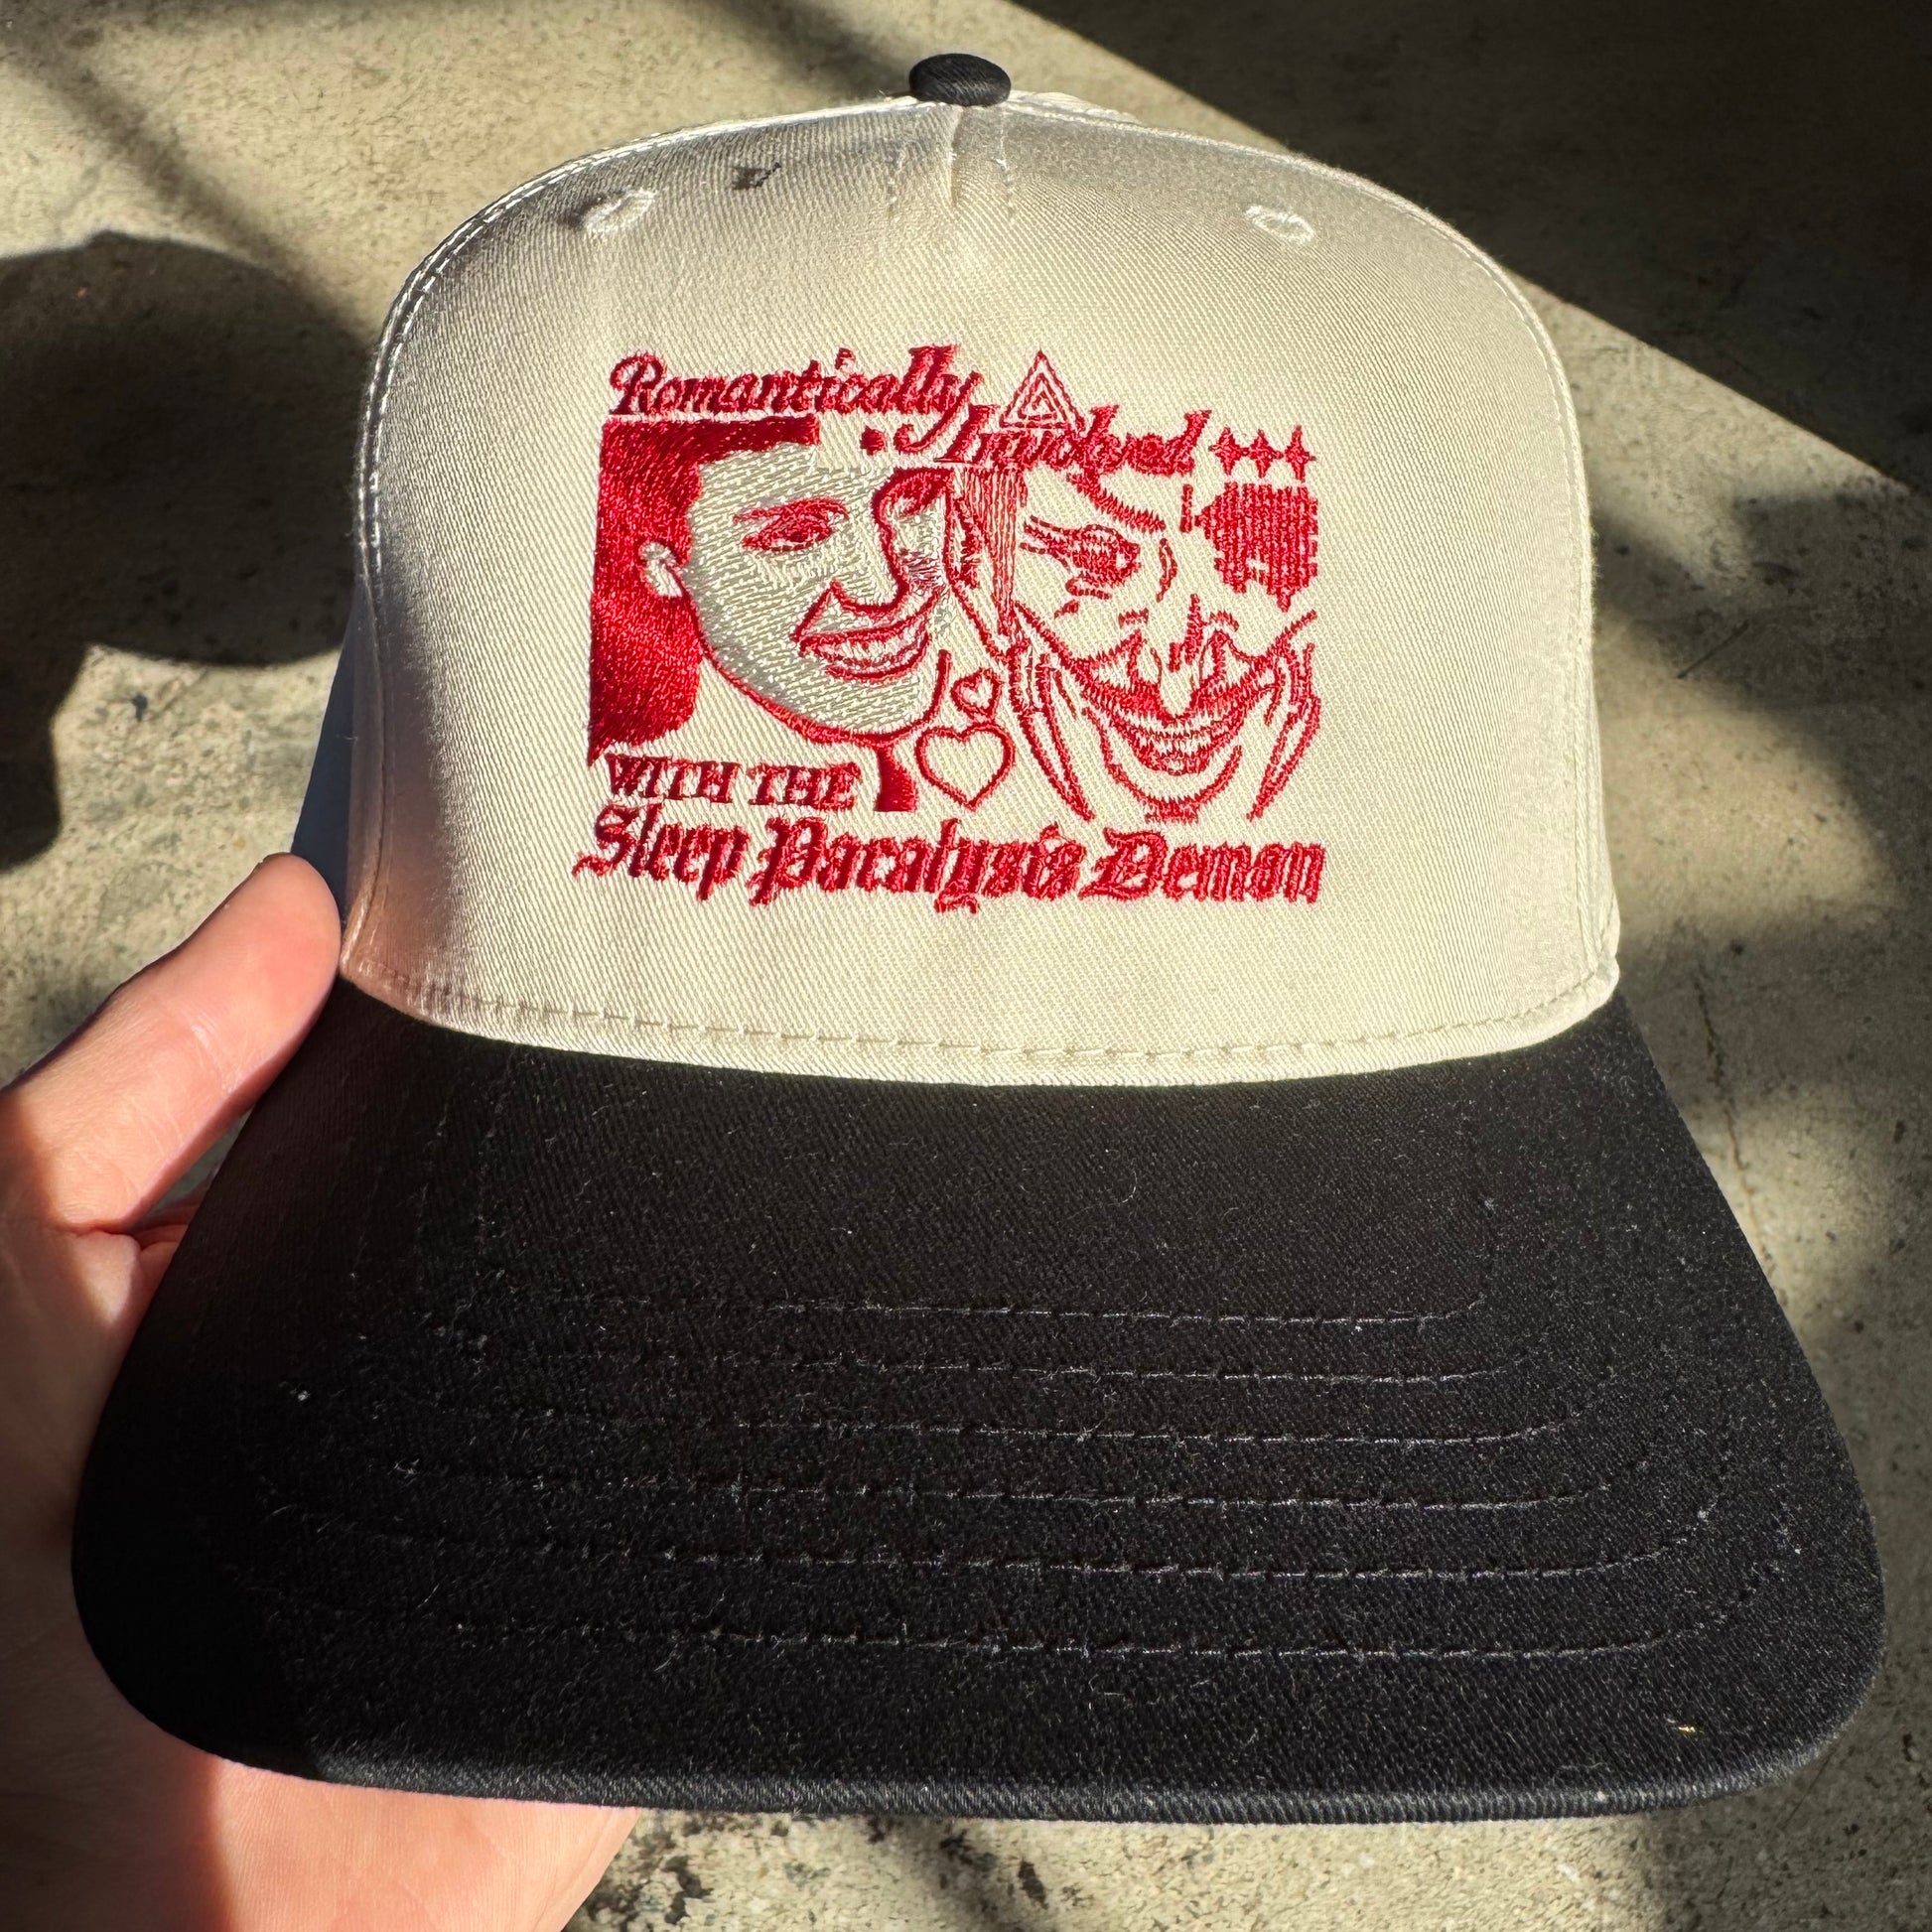 Romantically
Involved
WITH THE
Sleep Paralysis Demon